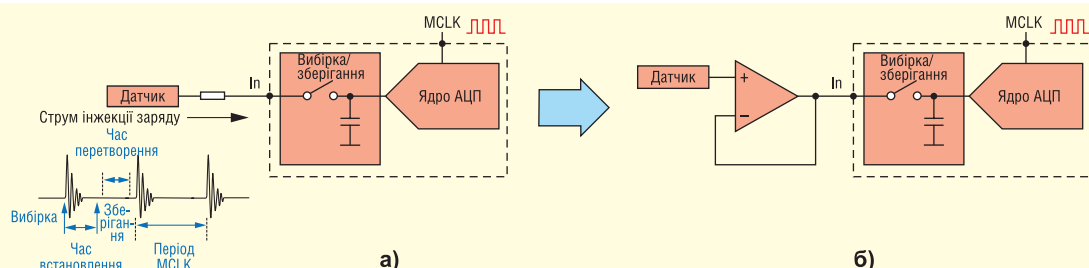 MCLK
Вибірка/
зберігання
In
Датчик
Ядро АЦП
Струм інжекції заряду
Час
перетворення
Вибірка
Збе-
ріган-
ня
Час
встановлення
Період
MCLK
а)
MCLK
Вибірка/
зберігання
Датчик
+
−
In
Ядро АЦП
б)